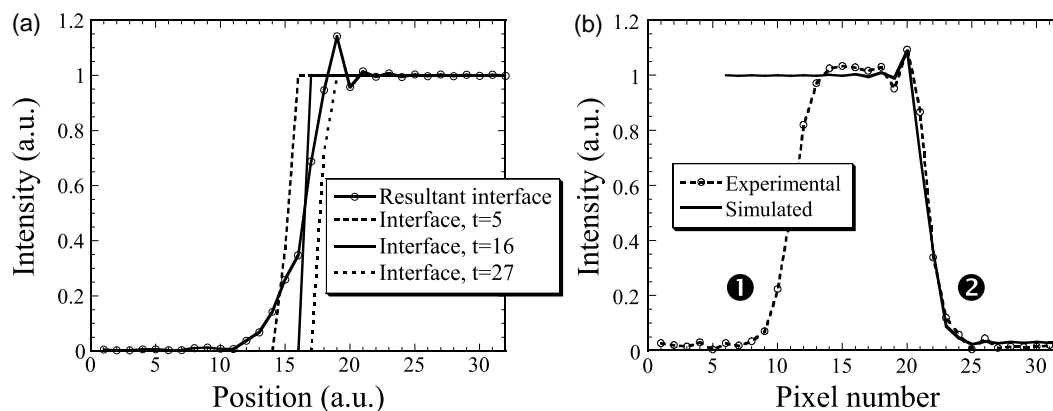 (a)
1.2
1
0.8
0.6
0.4
0.2
0
Intensity (a.u.)
0 5 10 15 20 25 30
Position (a.u.)
Resultant interface
Interface, t=5
Interface, t=16
Interface, t=27
(b)
1.2
1
0.8
0.6
0.4
0.2
0
Intensity (a.u.)
0 5 10 15 20 25 30
Pixel number
Experimental
Simulated
❶
❷